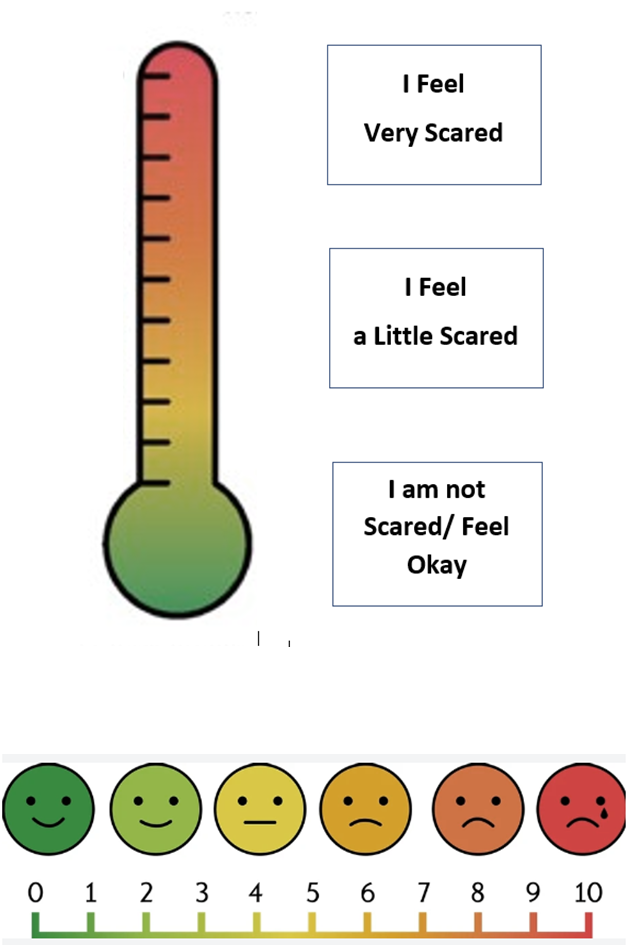 I Feel
Very Scared
I Feel
a Little Scared
I am not
Scared/ Feel
Okay
0 1 2 3 4 5 6 7 8 9 10